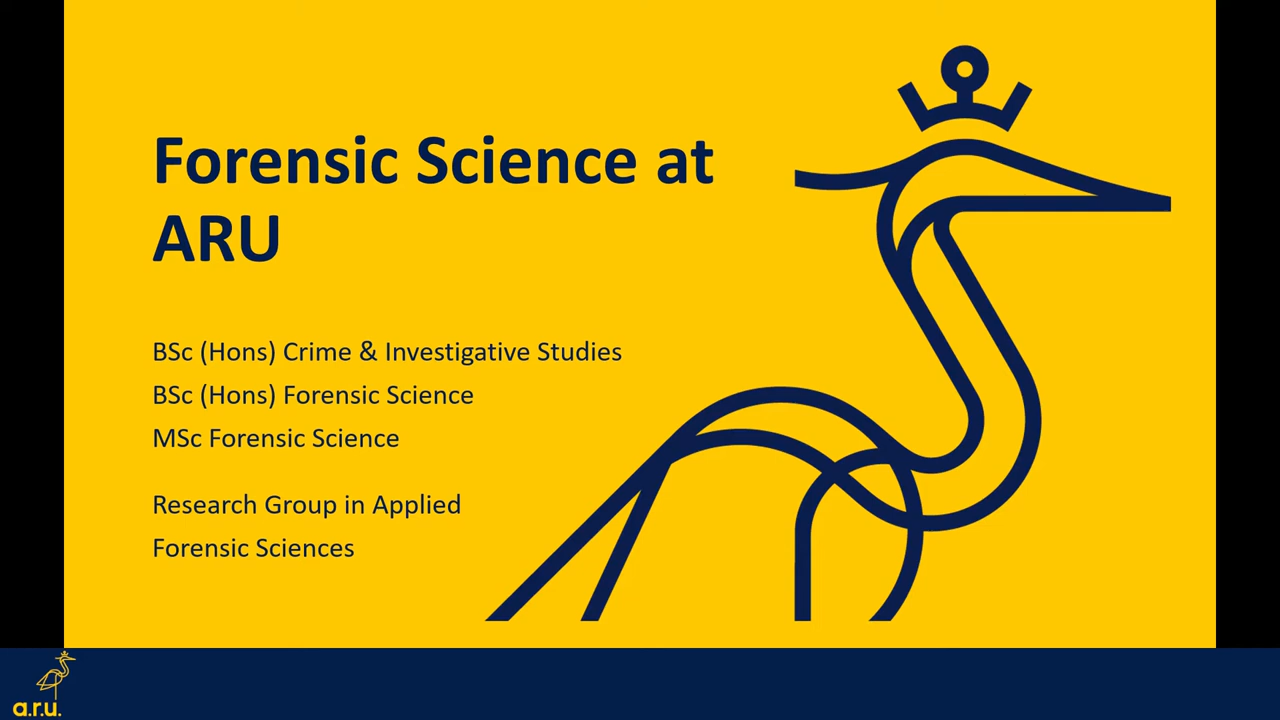 Forensic Science at
ARU
BSc (Hons) Crime & Investigative Studies
BSc (Hons) Forensic Science
MSc Forensic Science
Research Group in Applied
Forensic Sciences
a.r.u.